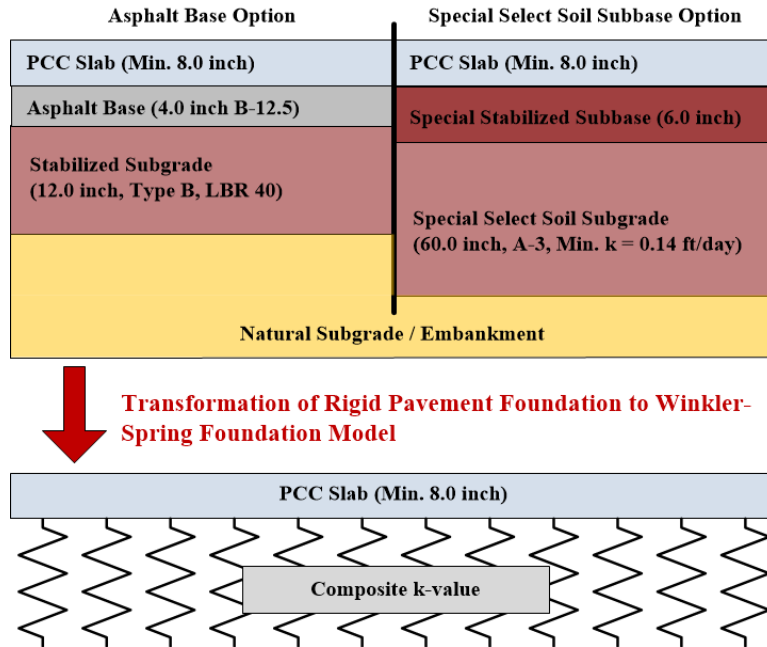 Asphalt Base Option
Special Select Soil Subbase Option
PCC Slab (Min. 8.0 inch)
PCC Slab (Min. 8.0 inch)
Asphalt Base (4.0 inch B-12.5)
Special Stabilized Subbase (6.0 inch)
Stabilized Subgrade
(12.0 inch, Type B, LBR 40)
Special Select Soil Subgrade
(60.0 inch, A-3, Min. k = 0.14 ft/day)
Natural Subgrade / Embankment
Transformation of Rigid Pavement Foundation to Winkler-
Spring Foundation Model
PCC Slab (Min. 8.0 inch)
Composite k-value